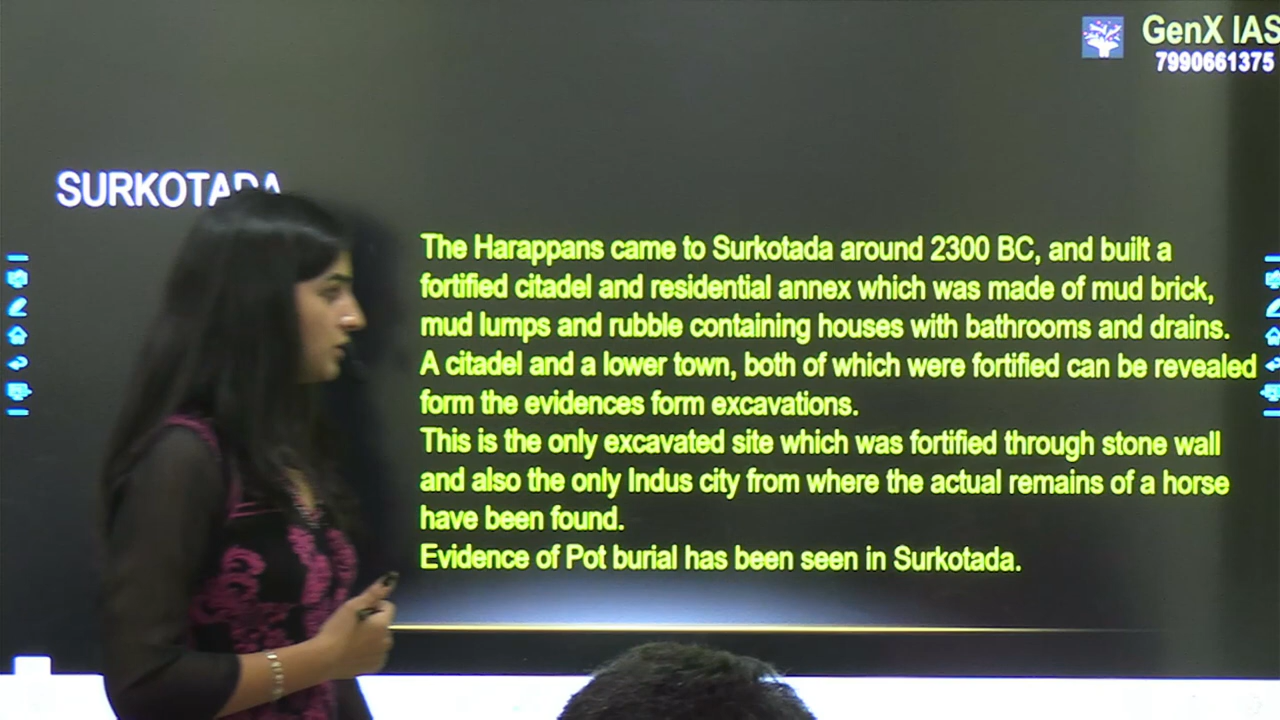 GenX IAS
7990661375
SURKOTADA
The Harappans came to Surkotada around 2300 BC, and built a
fortified citadel and residential annex which was made of mud brick,
mud lumps and rubble containing houses with bathrooms and drains.
A citadel and a lower town, both of which were fortified can be revealed
form the evidences form excavations.
This is the only excavated site which was fortified through stone wall
and also the only Indus city from where the actual remains of a horse
have been found.
Evidence of Pot burial has been seen in Surkotada.